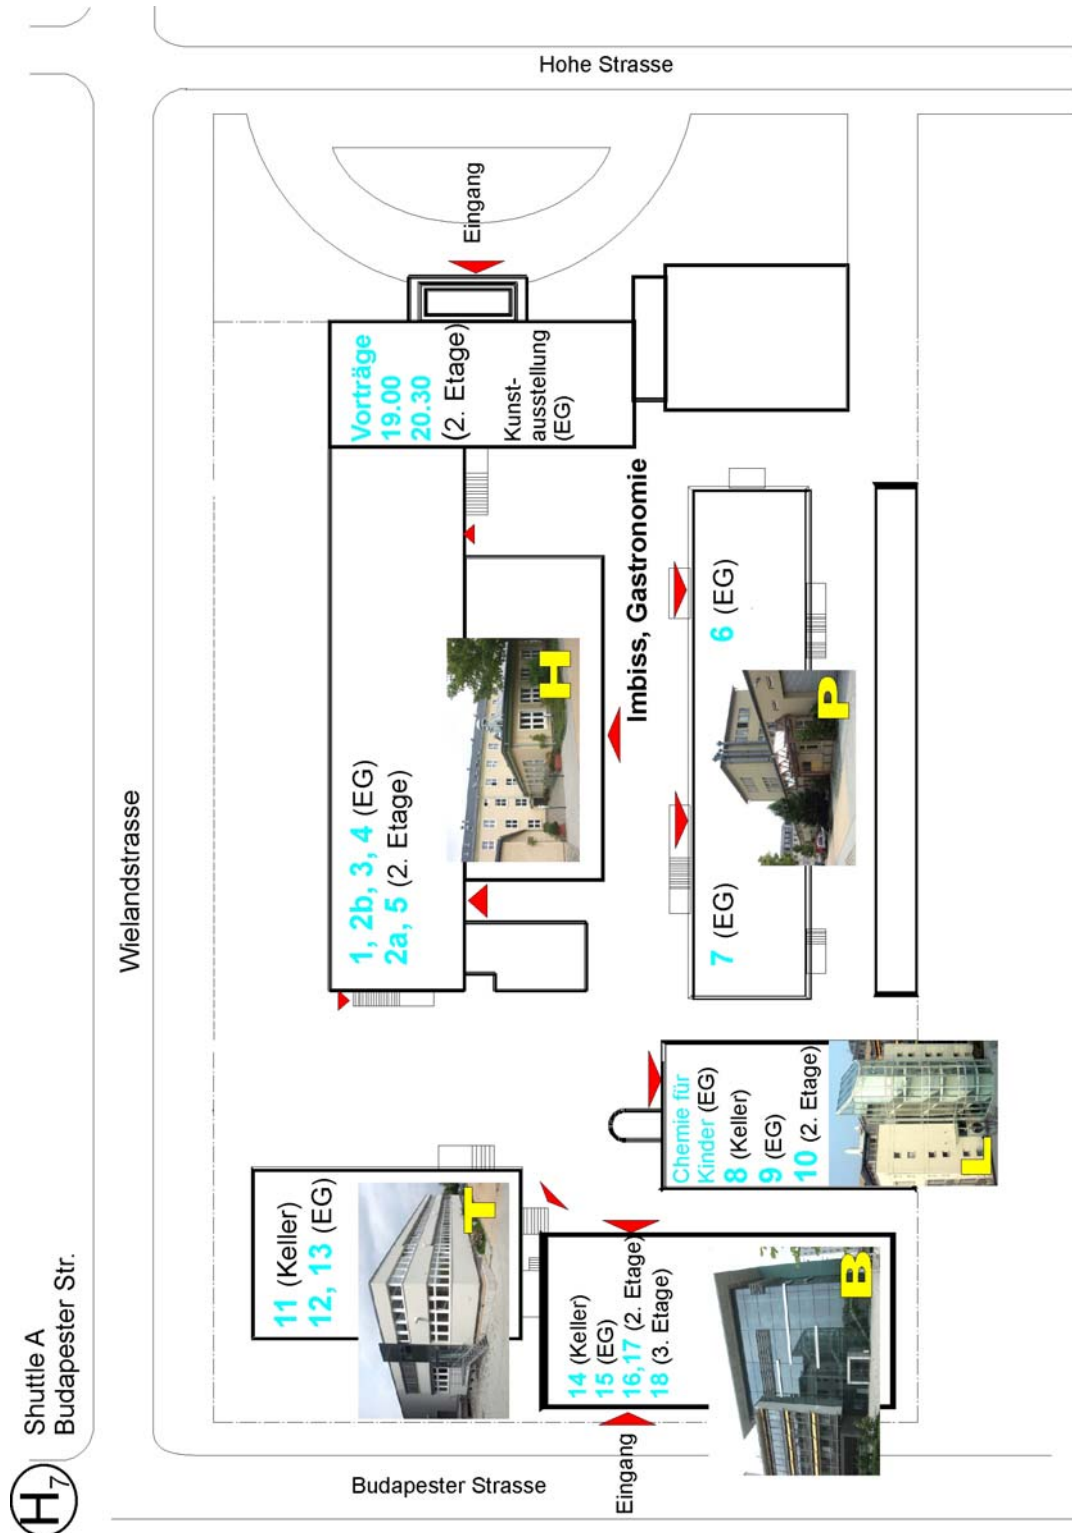 Hohe Strasse
Eingang
Vorträge
19.00
20.30
(2. Etage)
Kunst-
ausstellung
(EG)
Imbiss, Gastronomie
H
1, 2b, 3, 4 (EG)
2a, 5 (2. Etage)
6 (EG)
P
7 (EG)
Wielandstrasse
Chemie für
Kinder (EG)
8 (Keller)
9 (EG)
10 (2. Etage)
L
11 (Keller)
12, 13 (EG)
T
14 (Keller)
15 (EG)
16,17 (2. Etage)
18 (3. Etage)
B
Eingang
Budapester Strasse
Shuttle A
Budapester Str.
H7